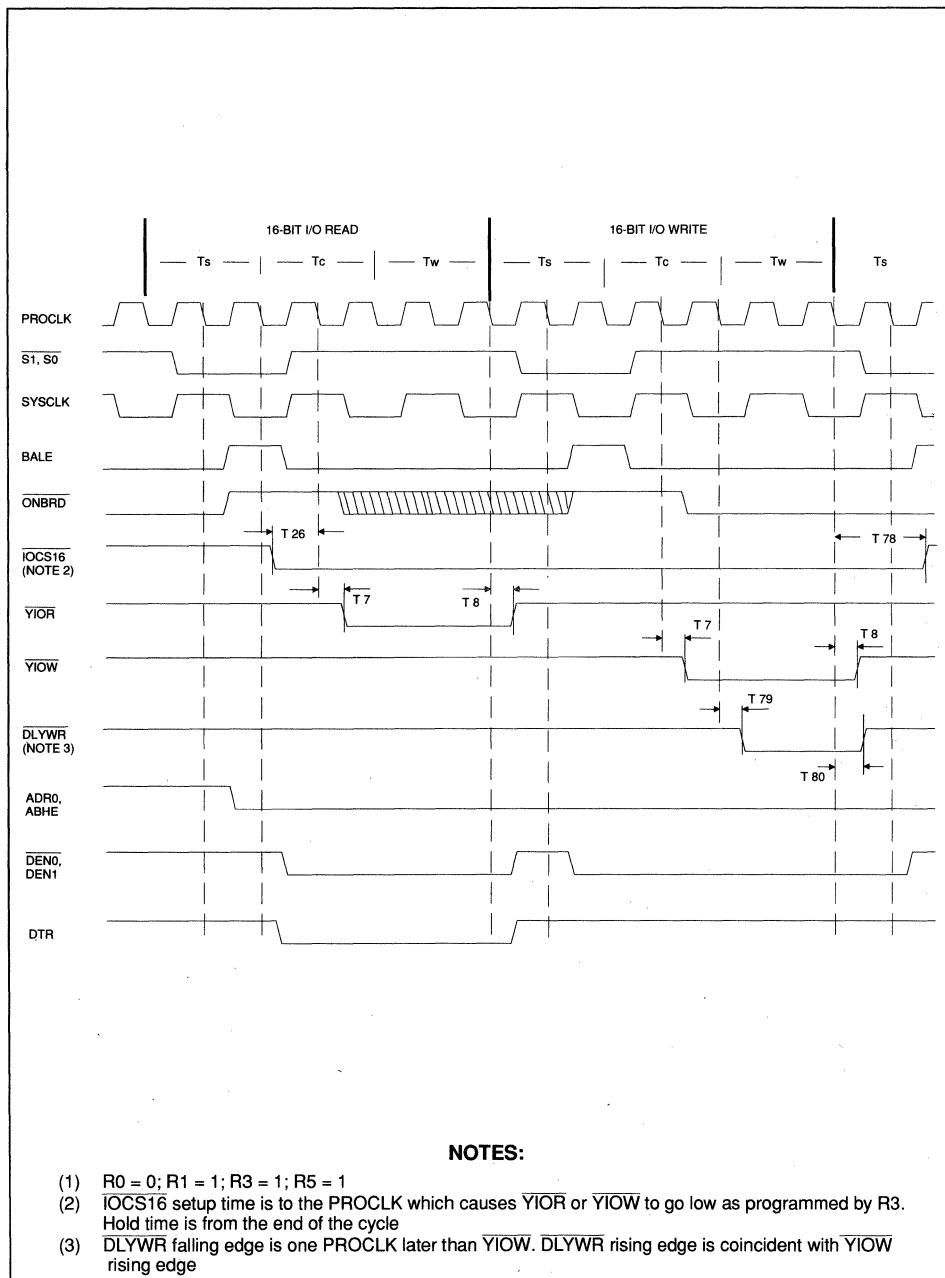 16-BIT I/O READ 16-BIT I/O WRITE
Ts Tc Tw Ts Tc Tw Ts
PROCLK
S1, S0
SYSCLK
BALE
ONBRD
T 26
T 78
IOCS16
(NOTE 2)
T 7 T 8
YIOR
T 7 T 8
YIOW
T 79
DLYWR
(NOTE 3)
T 80
ADR0,
ABHE
DEN0,
DEN1
DTR
NOTES:
(1) R0 = 0; R1 = 1; R3 = 1; R5 = 1
(2) IOCS16 setup time is to the PROCLK which causes YIOR or YIOW to go low as programmed by R3.
Hold time is from the end of the cycle
(3) DLYWR falling edge is one PROCLK later than YIOW. DLYWR rising edge is coincident with YIOW
rising edge